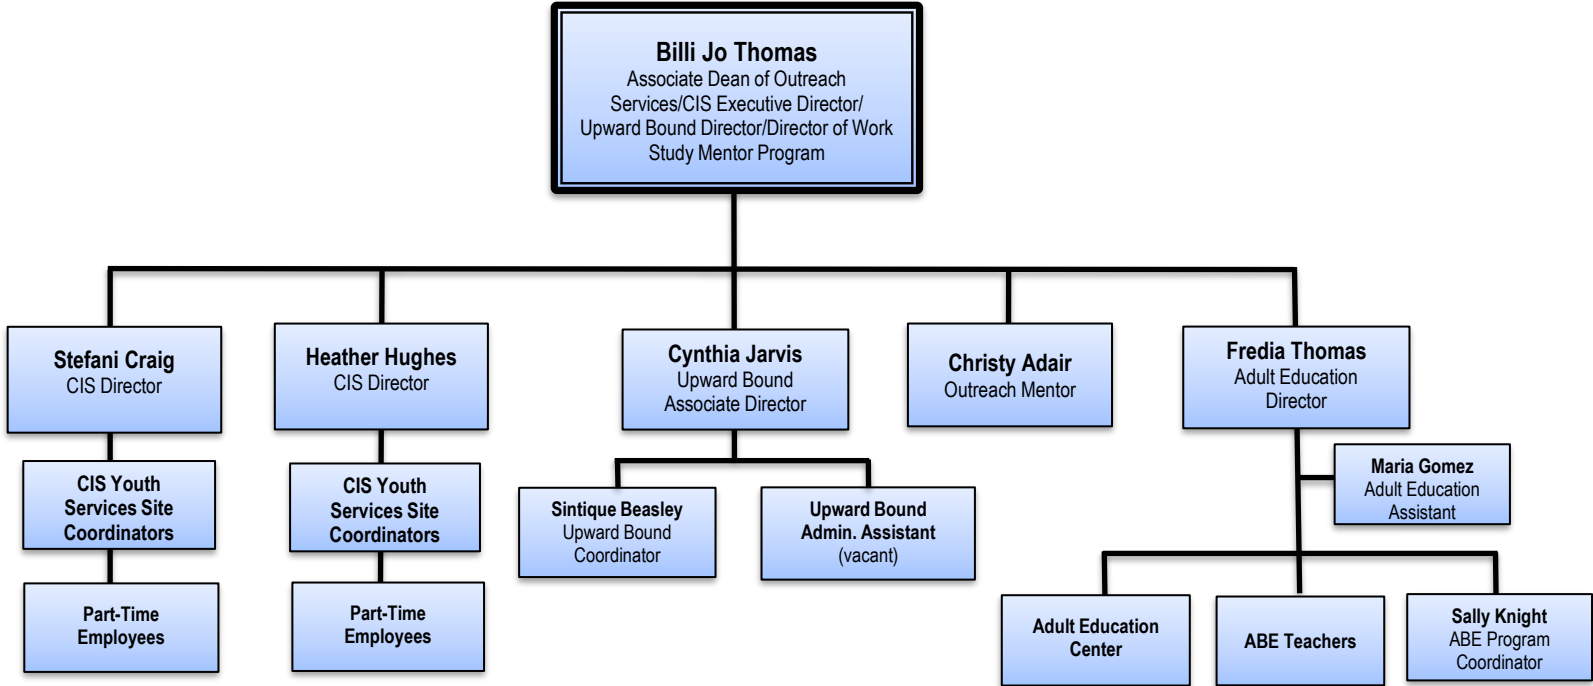 Billi Jo Thomas
Associate Dean of Outreach
Services/CIS Executive Director/
Upward Bound Director/Director of Work
Study Mentor Program
Stefani Craig
CIS Director
Heather Hughes
CIS Director
Cynthia Jarvis
Upward Bound
Associate Director
Christy Adair
Outreach Mentor
Fredia Thomas
Adult Education
Director
CIS Youth
Services Site
Coordinators
CIS Youth
Services Site
Coordinators
Sintique Beasley
Upward Bound
Coordinator
Upward Bound
Admin. Assistant
(vacant)
Maria Gomez
Adult Education
Assistant
Part-Time
Employees
Part-Time
Employees
Adult Education
Center
ABE Teachers
Sally Knight
ABE Program
Coordinator